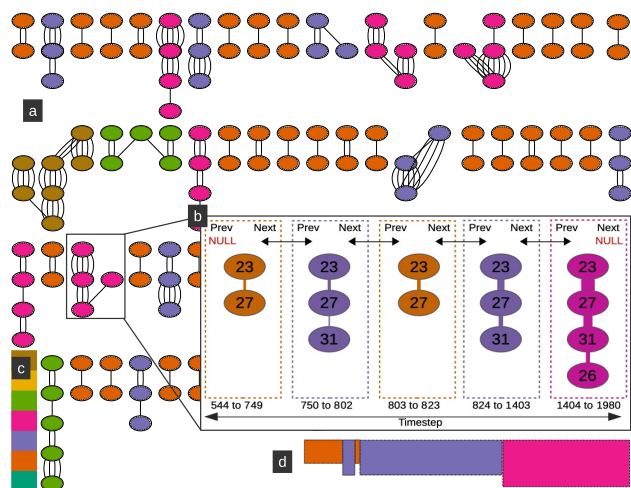 a
b
Prev Next Prev Next Prev Next Prev Next Prev Next
NULL NULL
23 23 23 23 23
27 27 27 27 27
31 31 31
26
544 to 749 750 to 802 803 to 823 824 to 1403 1404 to 1980
Timestep
c
d